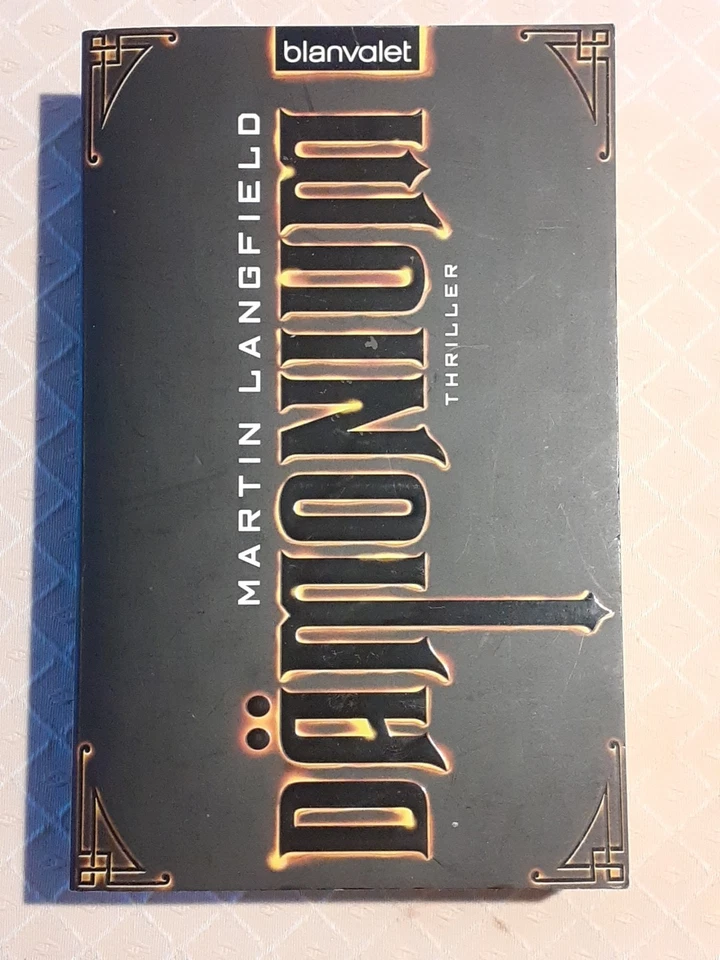 blanvalet
MARTIN LANGFIELD
DÄMONIUM
THRILLER